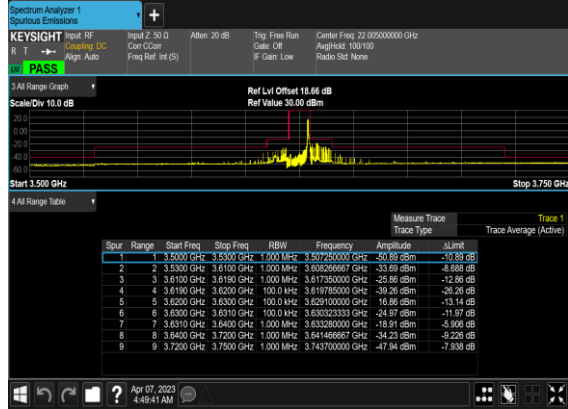 Spectrum Analyzer 1
Spurious Emissions
KEYSIGHT Input: RF Input Z: 50 Ω Atten: 20 dB Trig: Free Run Center Freq: 22.005000000 GHz
R T Coupling: DC Corr CCorr Gate: Off Avg|Hold: 100/100
Align: Auto Freq Ref: Int (S) IF Gain: Low Radio Std: None
PASS
3 All Range Graph
Ref Lvl Offset 18.66 dB
Scale/Div 10.0 dB Ref Value 30.00 dBm
20.0
0.00
-20.0
-40.0
-60.0
Start 3.500 GHz Stop 3.750 GHz
4 All Range Table
Measure Trace Trace 1
Trace Type Trace Average (Active)
Spur Range Start Freq Stop Freq RBW Frequency Amplitude ΔLimit
1 1 3.5000 GHz 3.5300 GHz 1.000 MHz 3.507250000 GHz -50.89 dBm -10.89 dB
2 2 3.5300 GHz 3.6100 GHz 1.000 MHz 3.608266667 GHz -33.69 dBm -8.688 dB
3 3 3.6100 GHz 3.6190 GHz 1.000 MHz 3.617350000 GHz -25.86 dBm -12.86 dB
4 4 3.6190 GHz 3.6200 GHz 100.0 kHz 3.619785000 GHz -39.26 dBm -26.26 dB
5 5 3.6200 GHz 3.6300 GHz 100.0 kHz 3.629100000 GHz 16.86 dBm -13.14 dB
6 6 3.6300 GHz 3.6310 GHz 100.0 kHz 3.630323333 GHz -24.97 dBm -11.97 dB
7 7 3.6310 GHz 3.6400 GHz 1.000 MHz 3.633280000 GHz -18.91 dBm -5.906 dB
8 8 3.6400 GHz 3.7200 GHz 1.000 MHz 3.641466667 GHz -34.23 dBm -9.226 dB
9 9 3.7200 GHz 3.7500 GHz 1.000 MHz 3.743700000 GHz -47.94 dBm -7.938 dB
Apr 07, 2023
4:49:41 AM